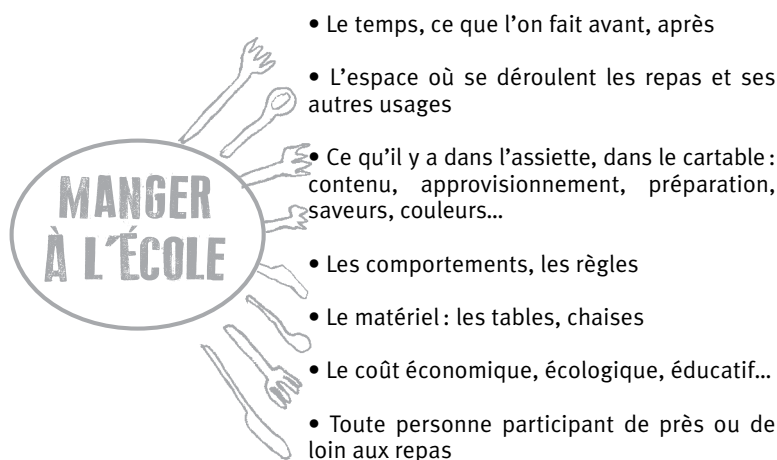 MANGER
À L'ÉCOLE
• Le temps, ce que l'on fait avant, après
• L'espace où se déroulent les repas et ses
autres usages
• Ce qu'il y a dans l'assiette, dans le cartable :
contenu, approvisionnement, préparation,
saveurs, couleurs...
• Les comportements, les règles
• Le matériel : les tables, chaises
• Le coût économique, écologique, éducatif...
• Toute personne participant de près ou de
loin aux repas